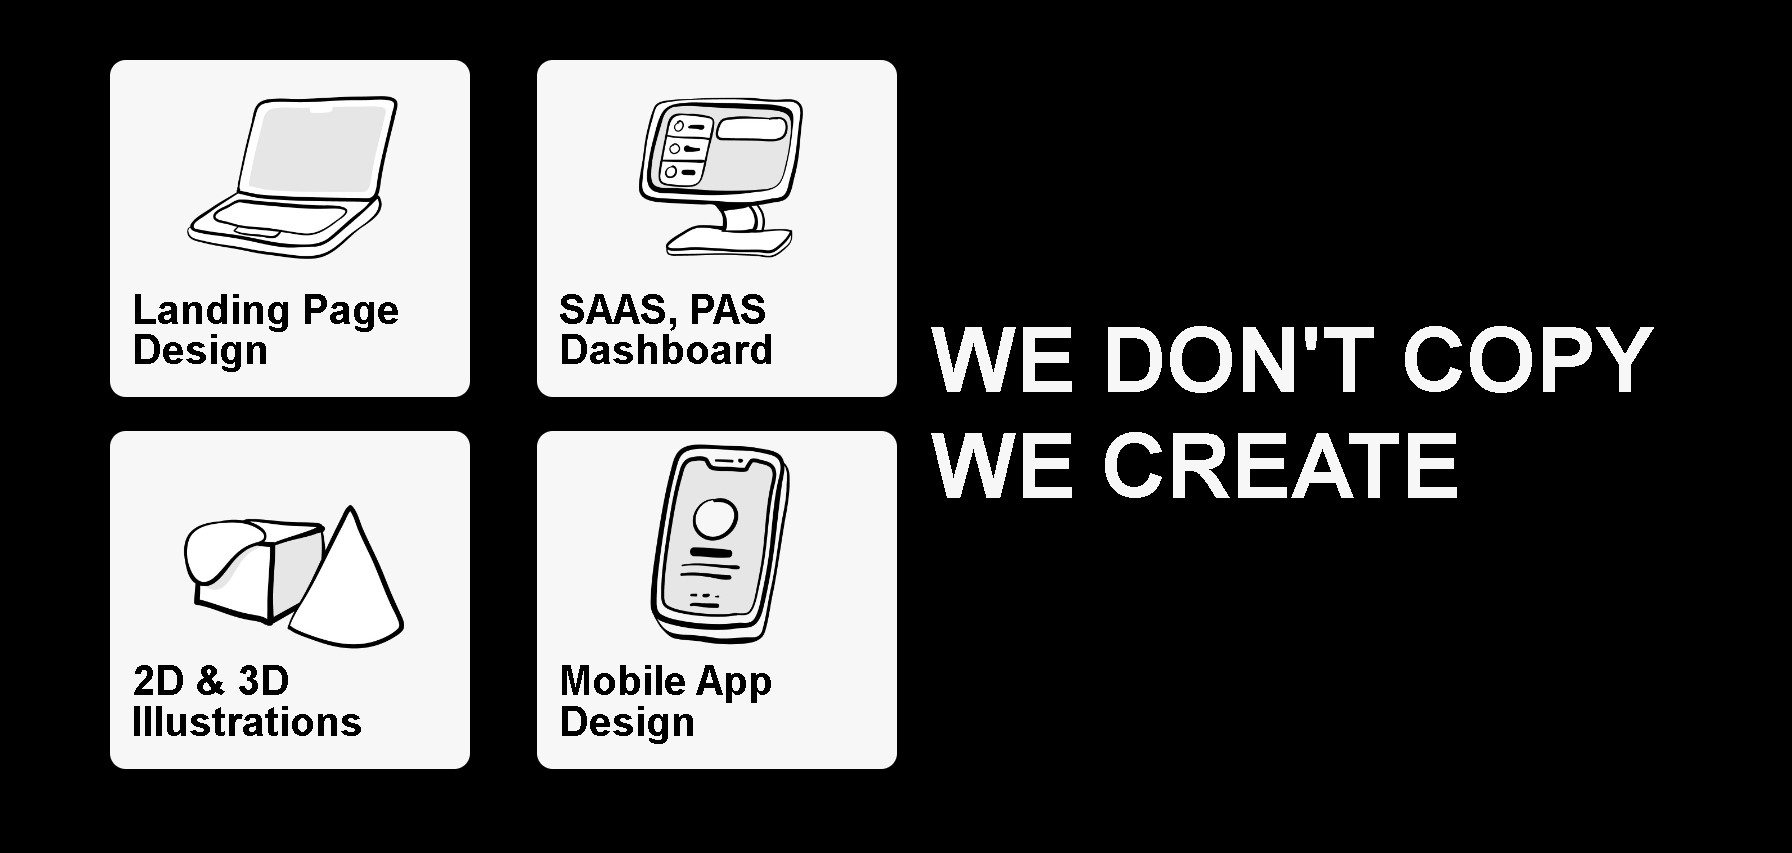 Landing Page
Design
SAAS, PAS
Dashboard
2D & 3D
Illustrations
Mobile App
Design
WE DON'T COPY
WE CREATE